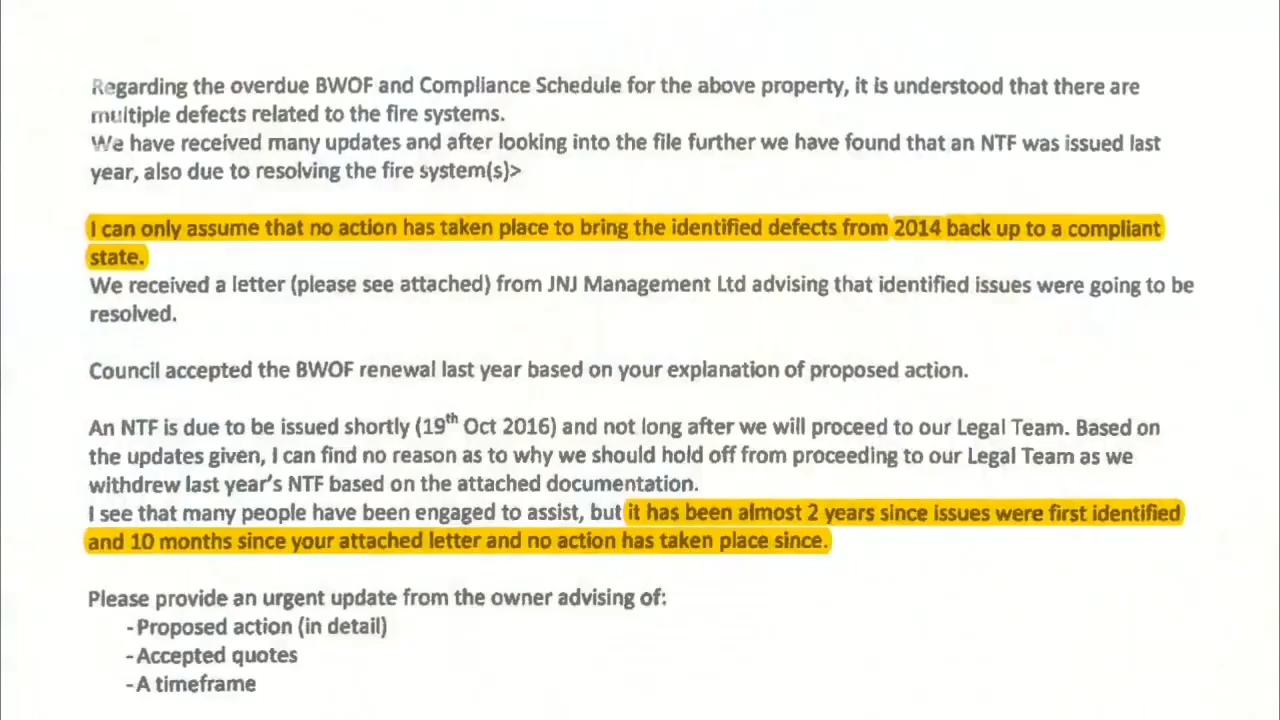 Regarding the overdue BWOF and Compliance Schedule for the above property, it is understood that there are
multiple defects related to the fire systems.
We have received many updates and after looking into the file further we have found that an NTF was issued last
year, also due to resolving the fire system(s)>
I can only assume that no action has taken place to bring the identified defects from 2014 back up to a compliant
state.
We received a letter (please see attached) from JNJ Management Ltd advising that identified issues were going to be
resolved.
Council accepted the BWOF renewal last year based on your explanation of proposed action.
An NTF is due to be issued shortly (19th Oct 2016) and not long after we will proceed to our Legal Team. Based on
the updates given, I can find no reason as to why we should hold off from proceeding to our Legal Team as we
withdrew last year's NTF based on the attached documentation.
I see that many people have been engaged to assist, but it has been almost 2 years since issues were first identified
and 10 months since your attached letter and no action has taken place since.
Please provide an urgent update from the owner advising of:
- Proposed action (in detail)
- Accepted quotes
- A timeframe